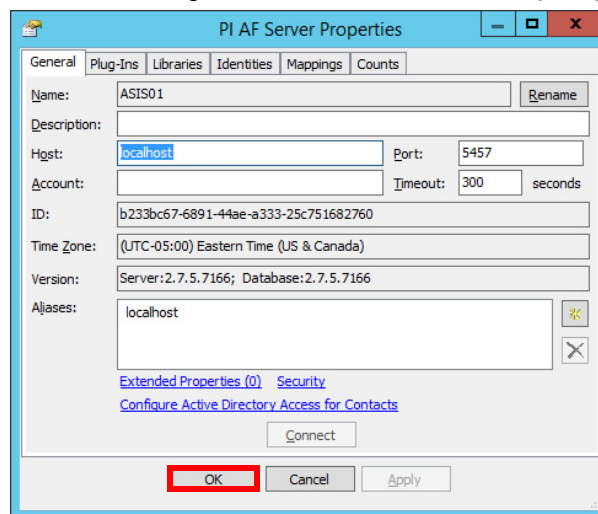 PI AF Server Properties
General Plug-Ins Libraries Identities Mappings Counts
Name: ASIS01 Rename
Description:
Host: localhost Port: 5457
Account: Timeout: 300 seconds
ID: b233bc67-6891-44ae-a333-25c751682760
Time Zone: (UTC-05:00) Eastern Time (US & Canada)
Version: Server:2.7.5.7166; Database:2.7.5.7166
Aliases: localhost
Extended Properties (0) Security
Configure Active Directory Access for Contacts
Connect
OK Cancel Apply